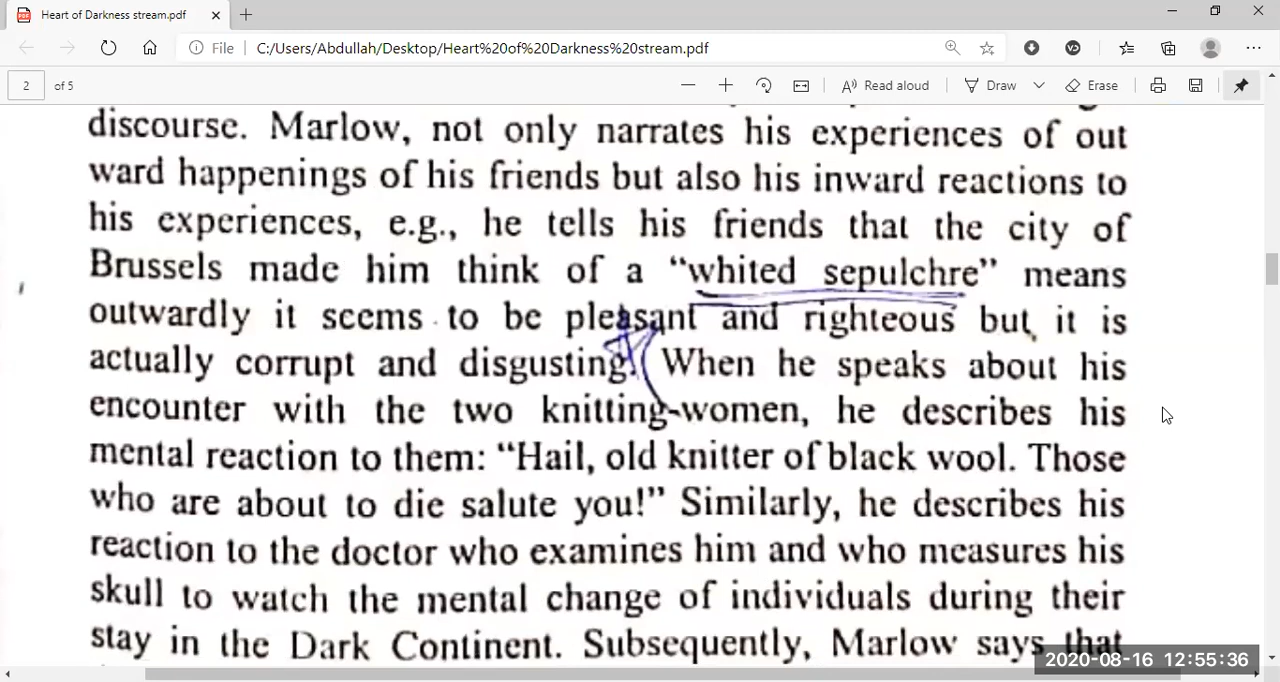 Heart of Darkness stream.pdf
File C:/Users/Abdullah/Desktop/Heart%20of%20Darkness%20stream.pdf
2 of 5 Read aloud Draw Erase
discourse. Marlow, not only narrates his experiences of out
ward happenings of his friends but also his inward reactions to
his experiences, e.g., he tells his friends that the city of
Brussels made him think of a “whited sepulchre” means
outwardly it seems to be pleasant and righteous but it is
actually corrupt and disgusting. When he speaks about his
encounter with the two knitting-women, he describes his
mental reaction to them: “Hail, old knitter of black wool. Those
who are about to die salute you!” Similarly, he describes his
reaction to the doctor who examines him and who measures his
skull to watch the mental change of individuals during their
stay in the Dark Continent. Subsequently, Marlow says that
2020-08-16 12:55:36